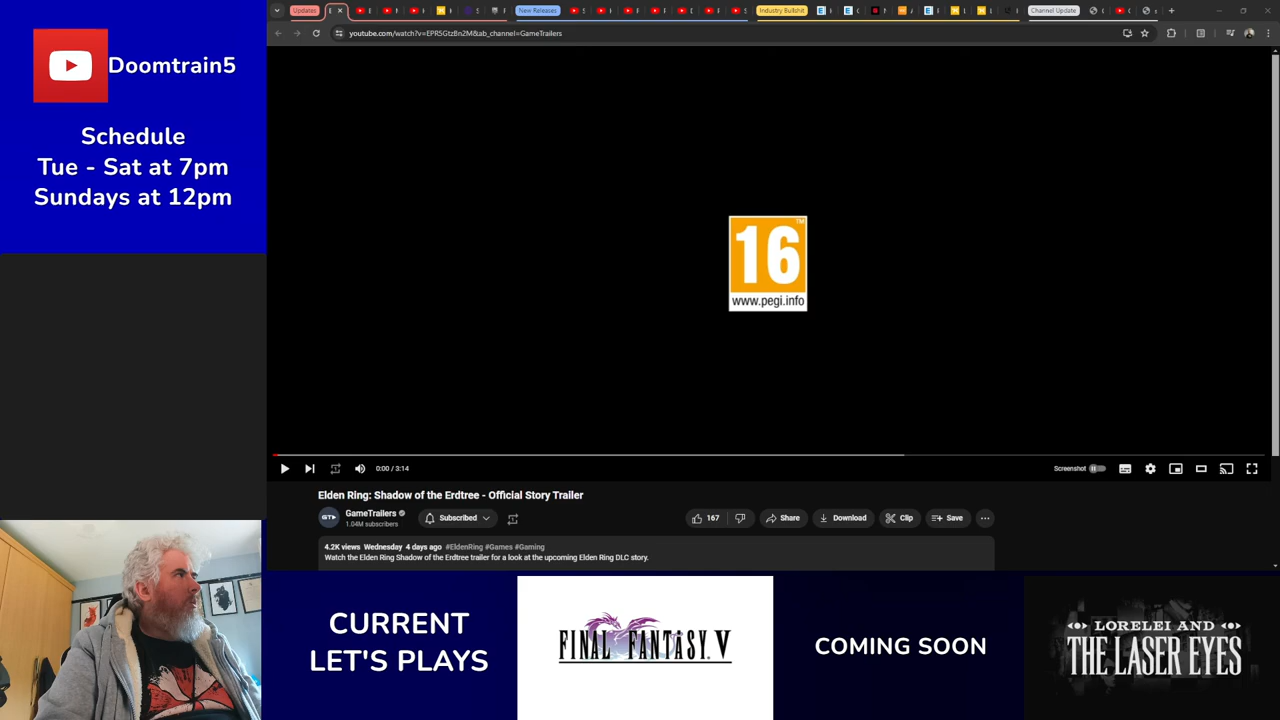 Doomtrain5
Schedule
Tue - Sat at 7pm
Sundays at 12pm
Updates
New Releases
Industry Bullshit
Channel Update
youtube.com/watch?v=EPR5GtzBn2M&ab_channel=GameTrailers
16
www.pegi.info
0:00 / 3:14
Screenshot
Elden Ring: Shadow of the Erdtree - Official Story Trailer
GT
GameTrailers
1.04M subscribers
Subscribed
167
Share
Download
Clip
Save
4.2K views Wednesday 4 days ago #EldenRing #Games #Gaming
Watch the Elden Ring Shadow of the Erdtree trailer for a look at the upcoming Elden Ring DLC story.
CURRENT
LET'S PLAYS
FINAL FANTASY V
COMING SOON
LORELEI AND
THE LASER EYES